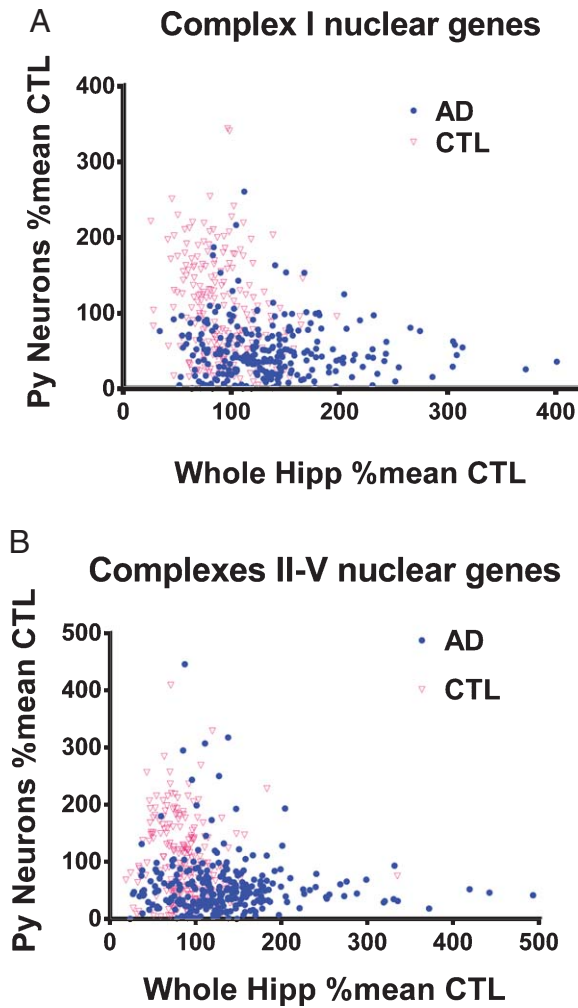 A
Complex I nuclear genes
Py Neurons %mean CTL
400
300
200
100
0
AD
CTL
0 100 200 300 400
Whole Hipp %mean CTL
B
Complexes II-V nuclear genes
Py Neurons %mean CTL
500
400
300
200
100
0
AD
CTL
0 100 200 300 400 500
Whole Hipp %mean CTL